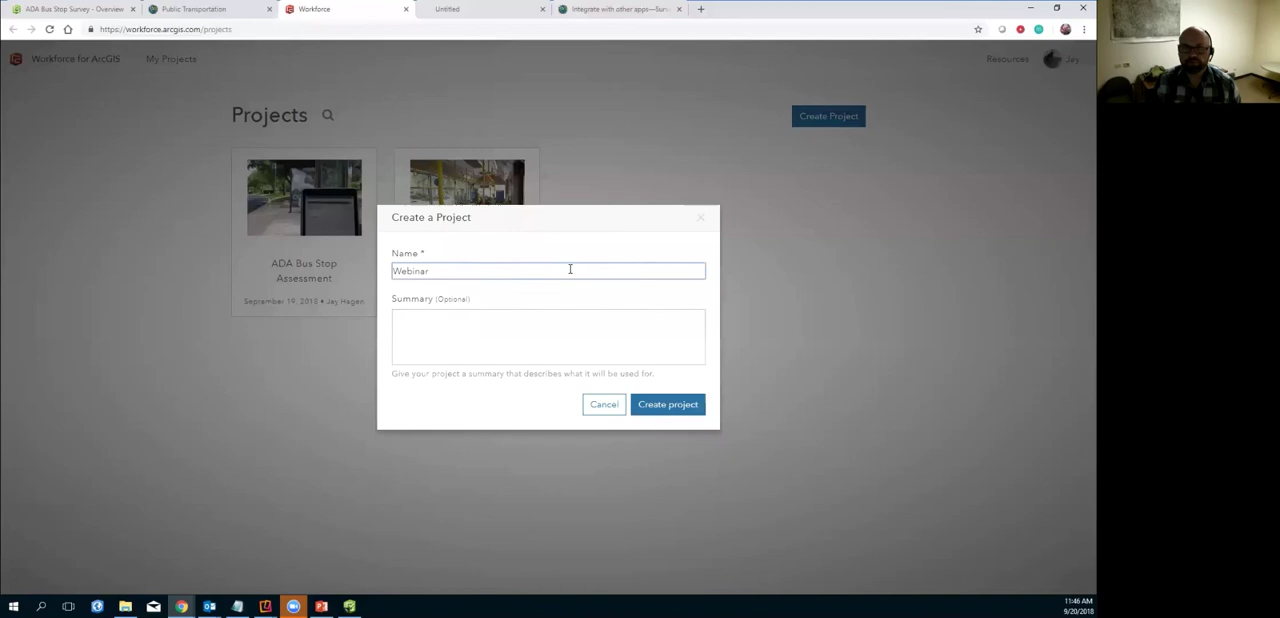 ADA Bus Stop Survey - Overview
Public Transportation
Workforce
Untitled
Integrate with other apps—Surv
https://workforce.arcgis.com/projects
Workforce for ArcGIS
My Projects
Resources
Jay
Projects
Create Project
Create a Project
Name *
Webinar
Summary (Optional)
Give your project a summary that describes what it will be used for.
Cancel
Create project
ADA Bus Stop
Assessment
September 19, 2018 • Jay Hagen
11:46 AM
9/20/2018